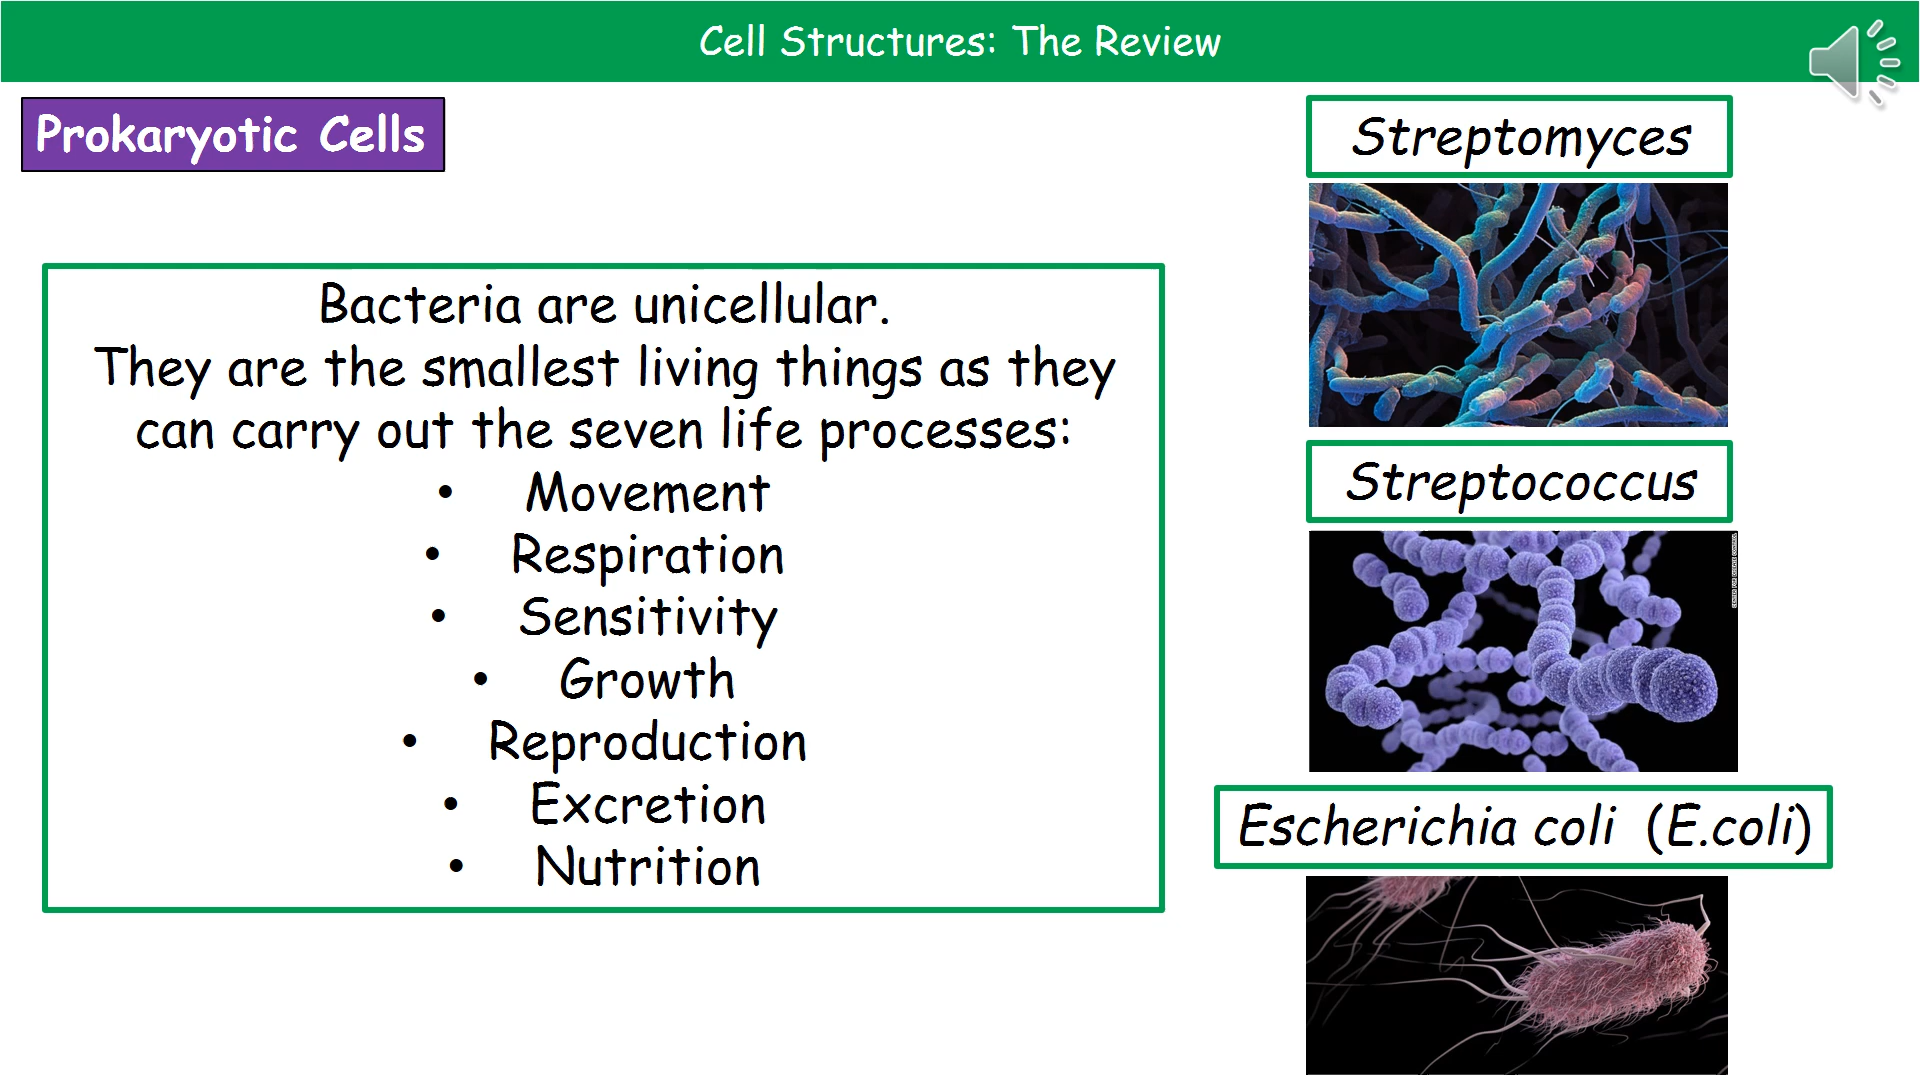 Cell Structures: The Review
Prokaryotic Cells
Bacteria are unicellular.
They are the smallest living things as they
can carry out the seven life processes:
• Movement
• Respiration
• Sensitivity
• Growth
• Reproduction
• Excretion
• Nutrition
Streptomyces
Streptococcus
Escherichia coli (E.coli)